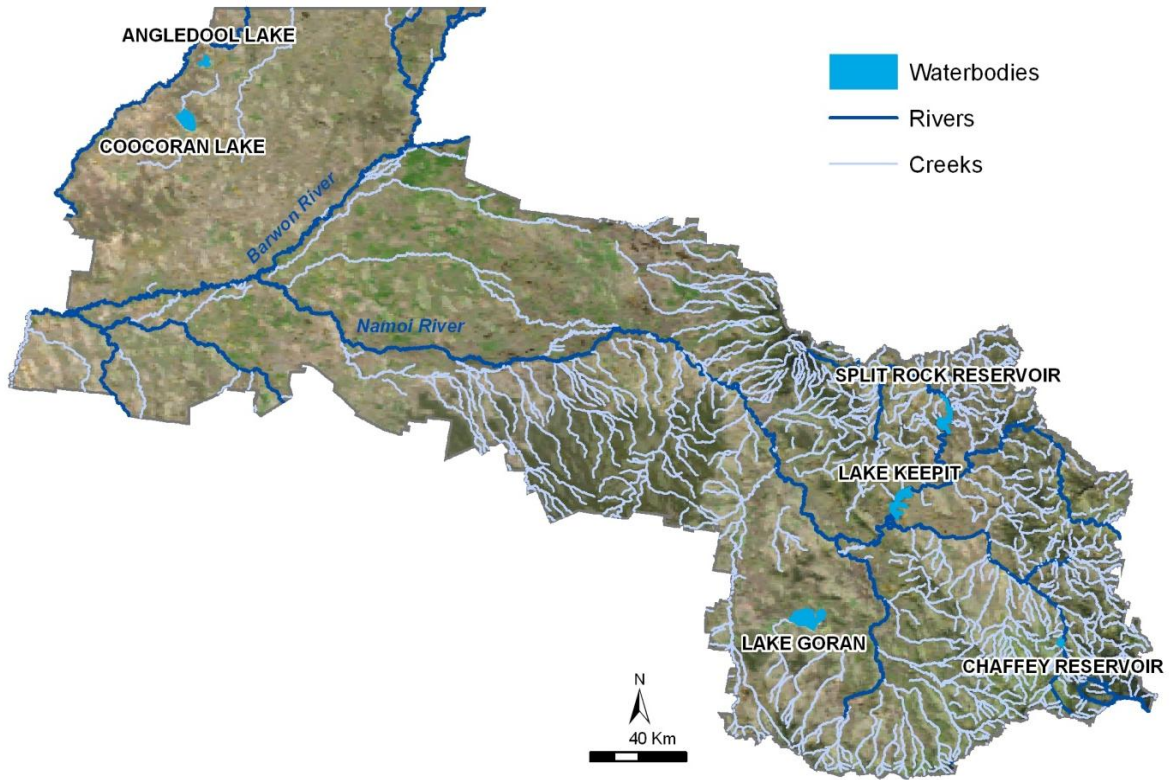 ANGLEDOOL LAKE
COOCORAN LAKE
Waterbodies
Rivers
Creeks
Barwon River
Namoi River
SPLIT ROCK RESERVOIR
LAKE KEEPIT
LAKE GORAN
CHAFFEY RESERVOIR
N
40 Km